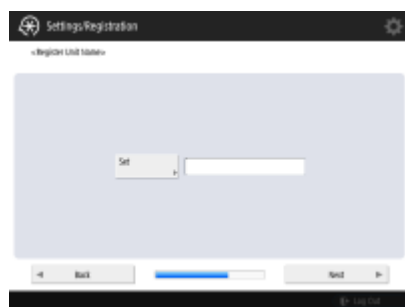 Settings/Registration
<Register Unit Name>
Set
Back
Next
Log Out